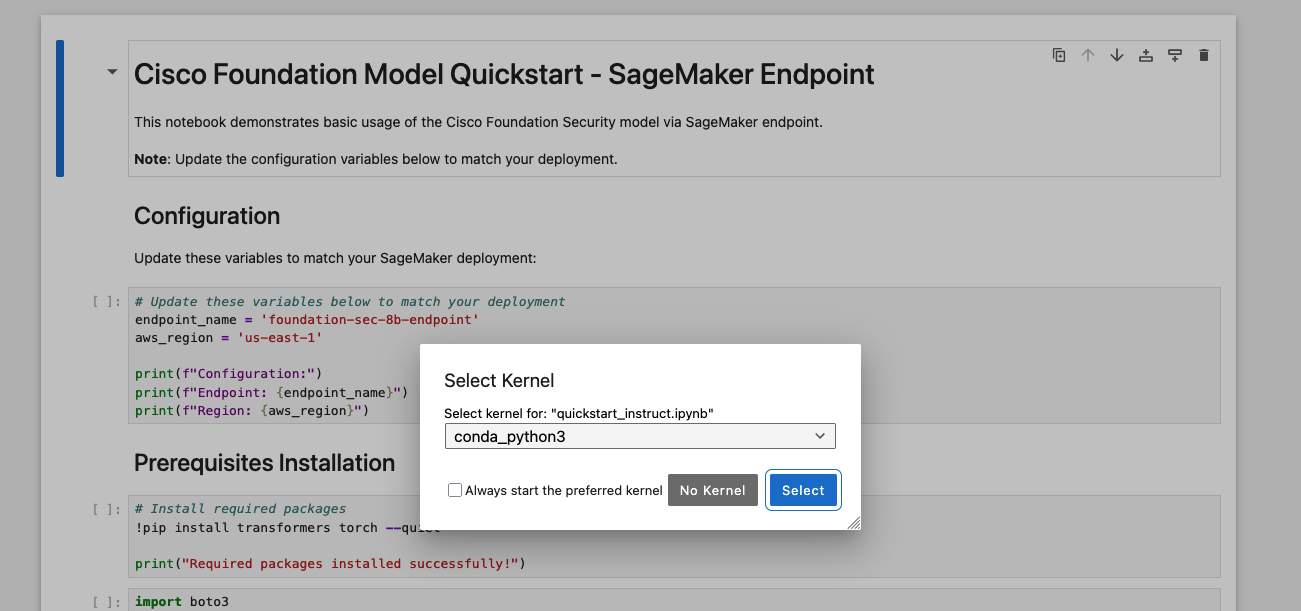 Cisco Foundation Model Quickstart - SageMaker Endpoint
This notebook demonstrates basic usage of the Cisco Foundation Security model via SageMaker endpoint.
Note: Update the configuration variables below to match your deployment.
Configuration
Update these variables to match your SageMaker deployment:
[ ]:
# Update these variables below to match your deployment
endpoint_name = 'foundation-sec-8b-endpoint'
aws_region = 'us-east-1'
print(f"Configuration:")
print(f"Endpoint: {endpoint_name}")
print(f"Region: {aws_region}")
Select Kernel
Select kernel for: "quickstart_instruct.ipynb"
conda_python3
Always start the preferred kernel
No Kernel
Select
Prerequisites Installation
[ ]:
# Install required packages
!pip install transformers torch --quiet
print("Required packages installed successfully!")
[ ]:
import boto3